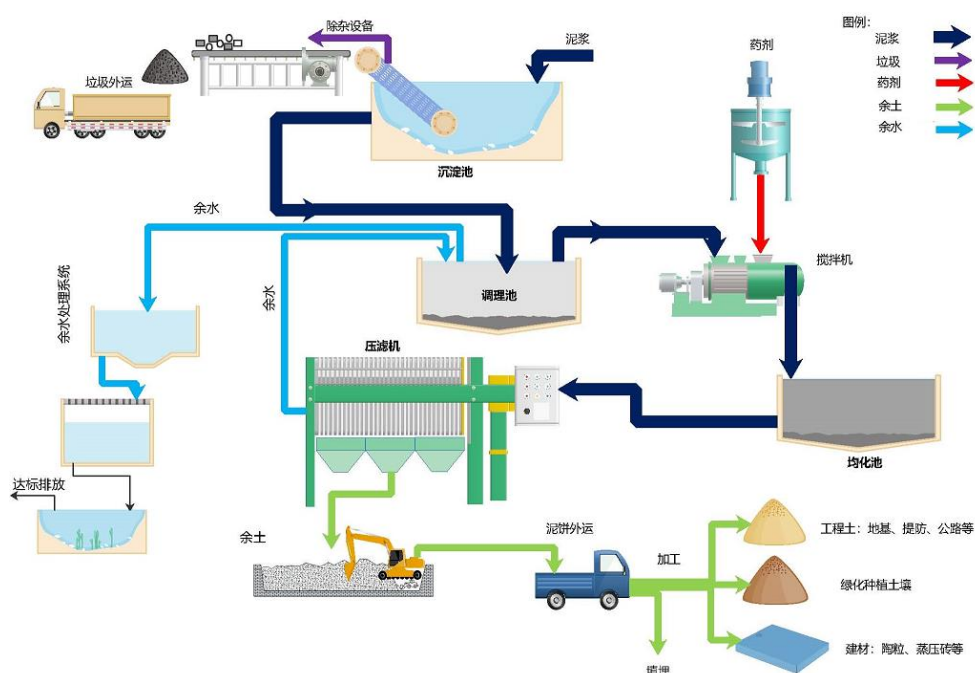 除杂设备
泥浆
药剂
图例：
泥浆
垃圾
药剂
余土
余水
垃圾外运
沉淀池
余水
搅拌机
调理池
余水
余水处理系统
压滤机
均化池
达标排放
余土
泥饼外运
加工
工程土：地基、提防、公路等
绿化种植土壤
建材：陶粒、蒸压砖等